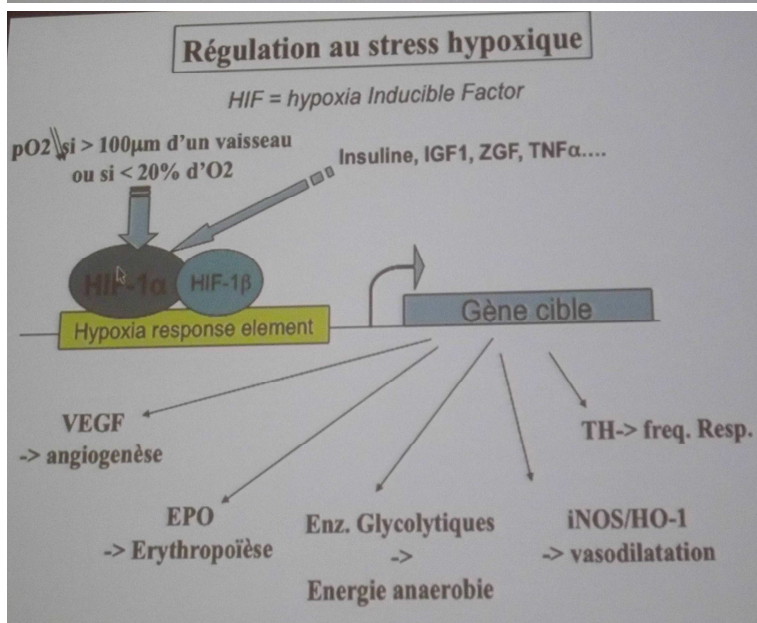 Régulation au stress hypoxique
HIF = hypoxia Inducible Factor
pO2 si > 100µm d'un vaisseau
ou si < 20% d'O2
Insuline, IGF1, ZGF, TNFα....
HIF-1α
HIF-1β
Hypoxia response element
Gène cible
VEGF
-> angiogenèse
TH-> freq. Resp.
EPO
-> Erythropoïèse
Enz. Glycolytiques
->
Energie anaerobie
iNOS/HO-1
-> vasodilatation